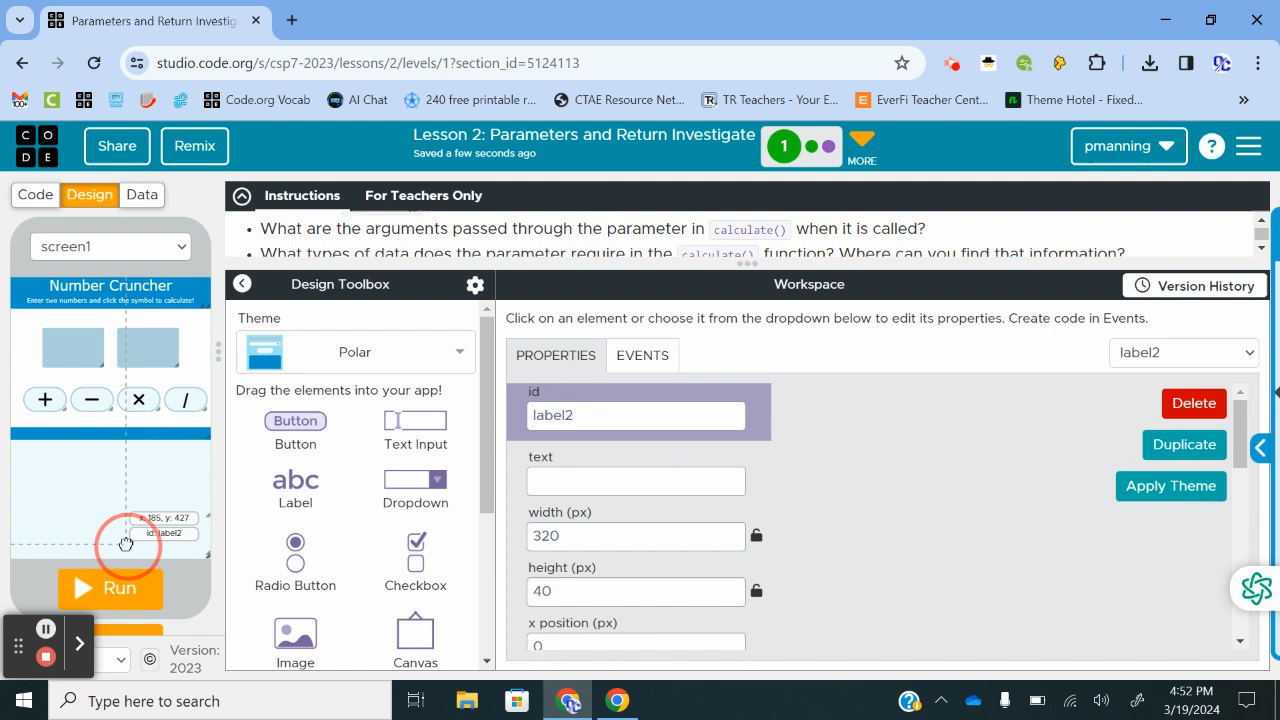 Parameters and Return Investig
studio.code.org/s/csp7-2023/lessons/2/levels/1?section_id=5124113
Code.org Vocab
AI Chat
240 free printable r...
CTAE Resource Net...
TR Teachers - Your E...
EverFi Teacher Cent...
Theme Hotel - Fixed...
C O
D E
Share
Remix
Lesson 2: Parameters and Return Investigate
Saved a few seconds ago
1
MORE
pmanning
?
Code
Design
Data
Instructions
For Teachers Only
What are the arguments passed through the parameter in calculate() when it is called?
What types of data does the parameter require in the calculate() function? Where can you find that information?
screen1
Number Cruncher
Enter two numbers and click the symbol to calculate!
+ − × /
x: 185, y: 427
id: label2
Run
Version:
2023
Design Toolbox
Theme
Polar
Drag the elements into your app!
Button
Button
Text Input
abc
Label
Dropdown
Radio Button
Checkbox
Image
Canvas
Workspace
Version History
Click on an element or choose it from the dropdown below to edit its properties. Create code in Events.
PROPERTIES
EVENTS
label2
id
label2
text
width (px)
320
height (px)
40
x position (px)
0
Delete
Duplicate
Apply Theme
Type here to search
4:52 PM
3/19/2024